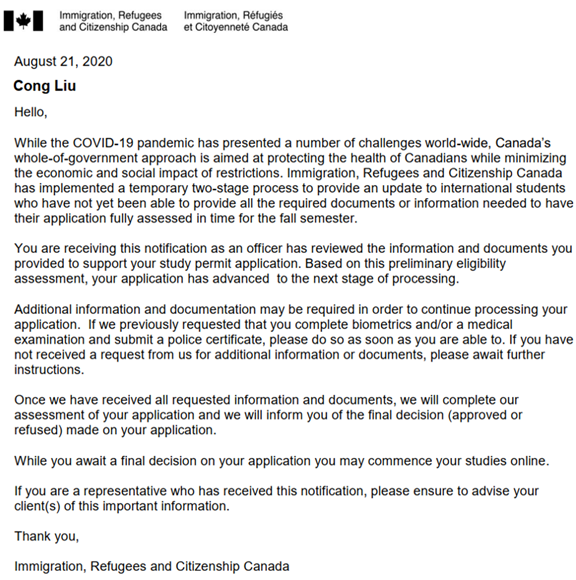 Immigration, Refugees and Citizenship Canada
Immigration, Réfugiés et Citoyenneté Canada
August 21, 2020
Cong Liu
Hello,
While the COVID-19 pandemic has presented a number of challenges world-wide, Canada's
whole-of-government approach is aimed at protecting the health of Canadians while minimizing
the economic and social impact of restrictions. Immigration, Refugees and Citizenship Canada
has implemented a temporary two-stage process to provide an update to international students
who have not yet been able to provide all the required documents or information needed to have
their application fully assessed in time for the fall semester.
You are receiving this notification as an officer has reviewed the information and documents you
provided to support your study permit application. Based on this preliminary eligibility
assessment, your application has advanced  to the next stage of processing.
Additional information and documentation may be required in order to continue processing your
application.  If we previously requested that you complete biometrics and/or a medical
examination and submit a police certificate, please do so as soon as you are able to. If you have
not received a request from us for additional information or documents, please await further
instructions.
Once we have received all requested information and documents, we will complete our
assessment of your application and we will inform you of the final decision (approved or
refused) made on your application.
While you await a final decision on your application you may commence your studies online.
If you are a representative who has received this notification, please ensure to advise your
client(s) of this important information.
Thank you,
Immigration, Refugees and Citizenship Canada